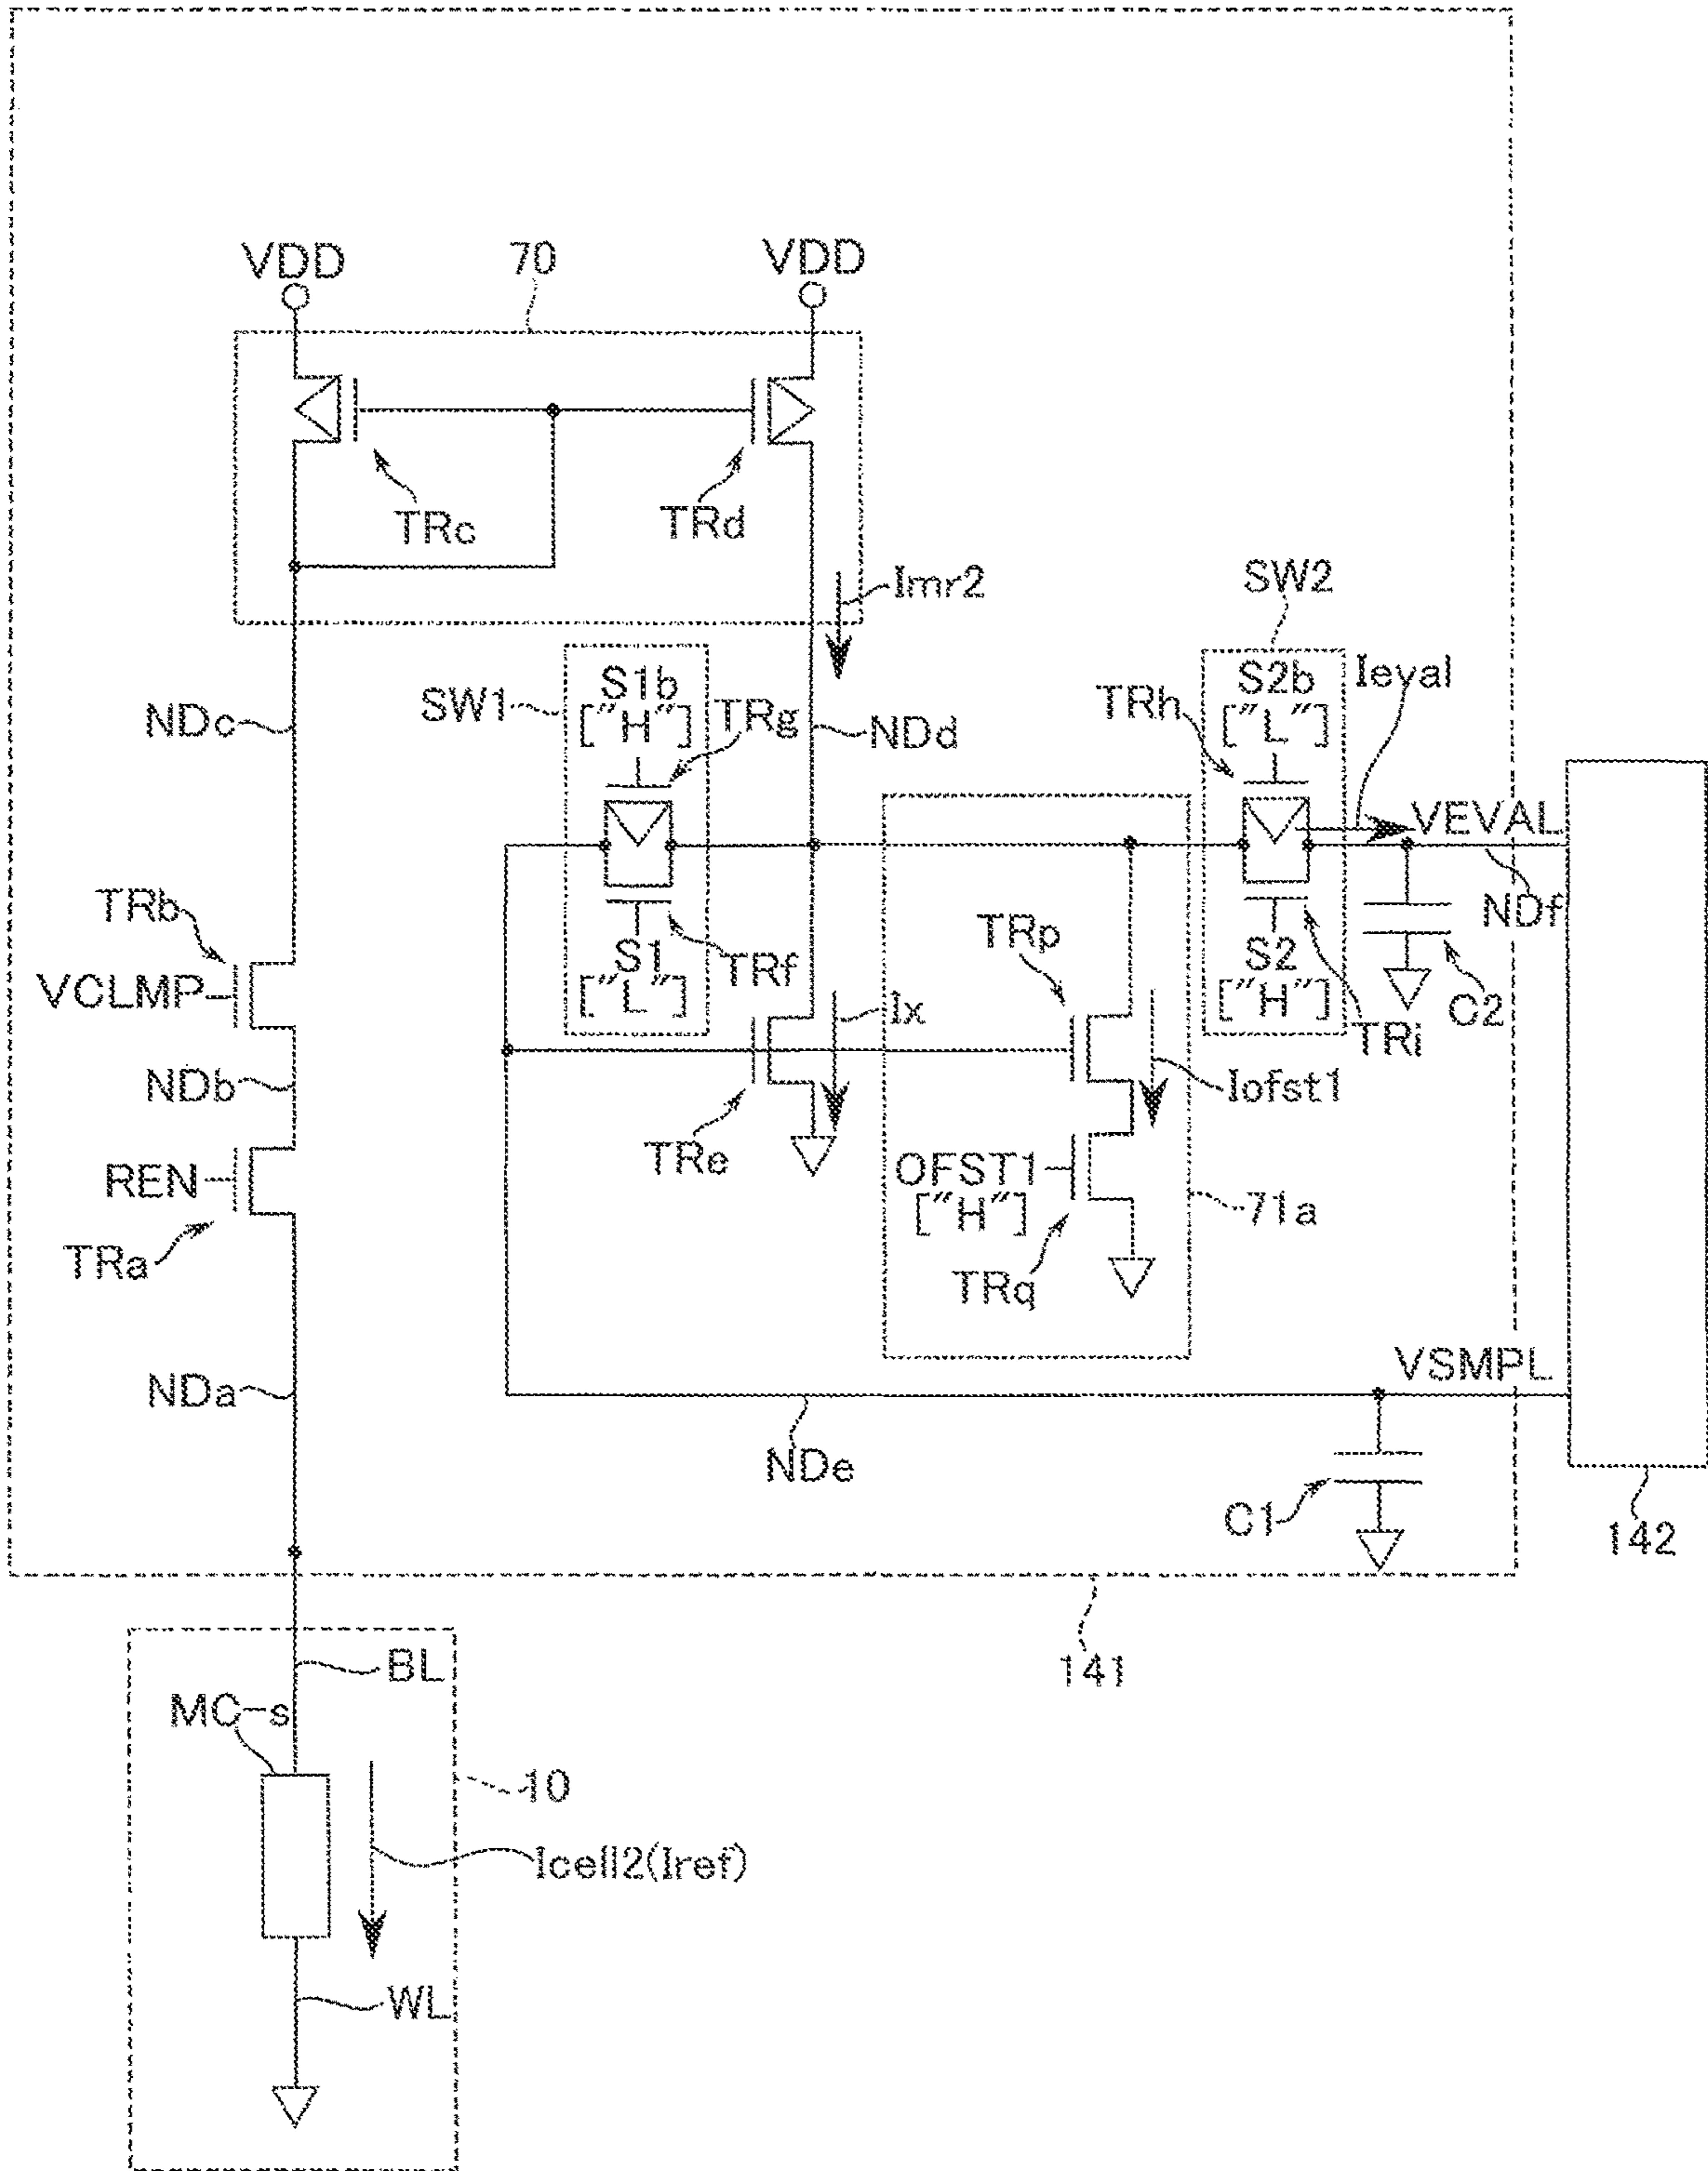 VDD
70
VDD
TRc
TRd
Imr2
SW2
NDc
SW1
S1b
["H"]
TRg
NDd
TRh
S2b
["L"]
Ieval
VEVAL
NDf
TRb
VCLMP
S1
["L"]
TRf
Ix
TRp
S2
["H"]
TRi
C2
NDb
TRe
Iofst1
REN
OFST1
["H"]
71a
TRa
TRq
NDa
VSMPL
NDe
C1
142
141
BL
MC-s
10
Icell2(Iref)
WL